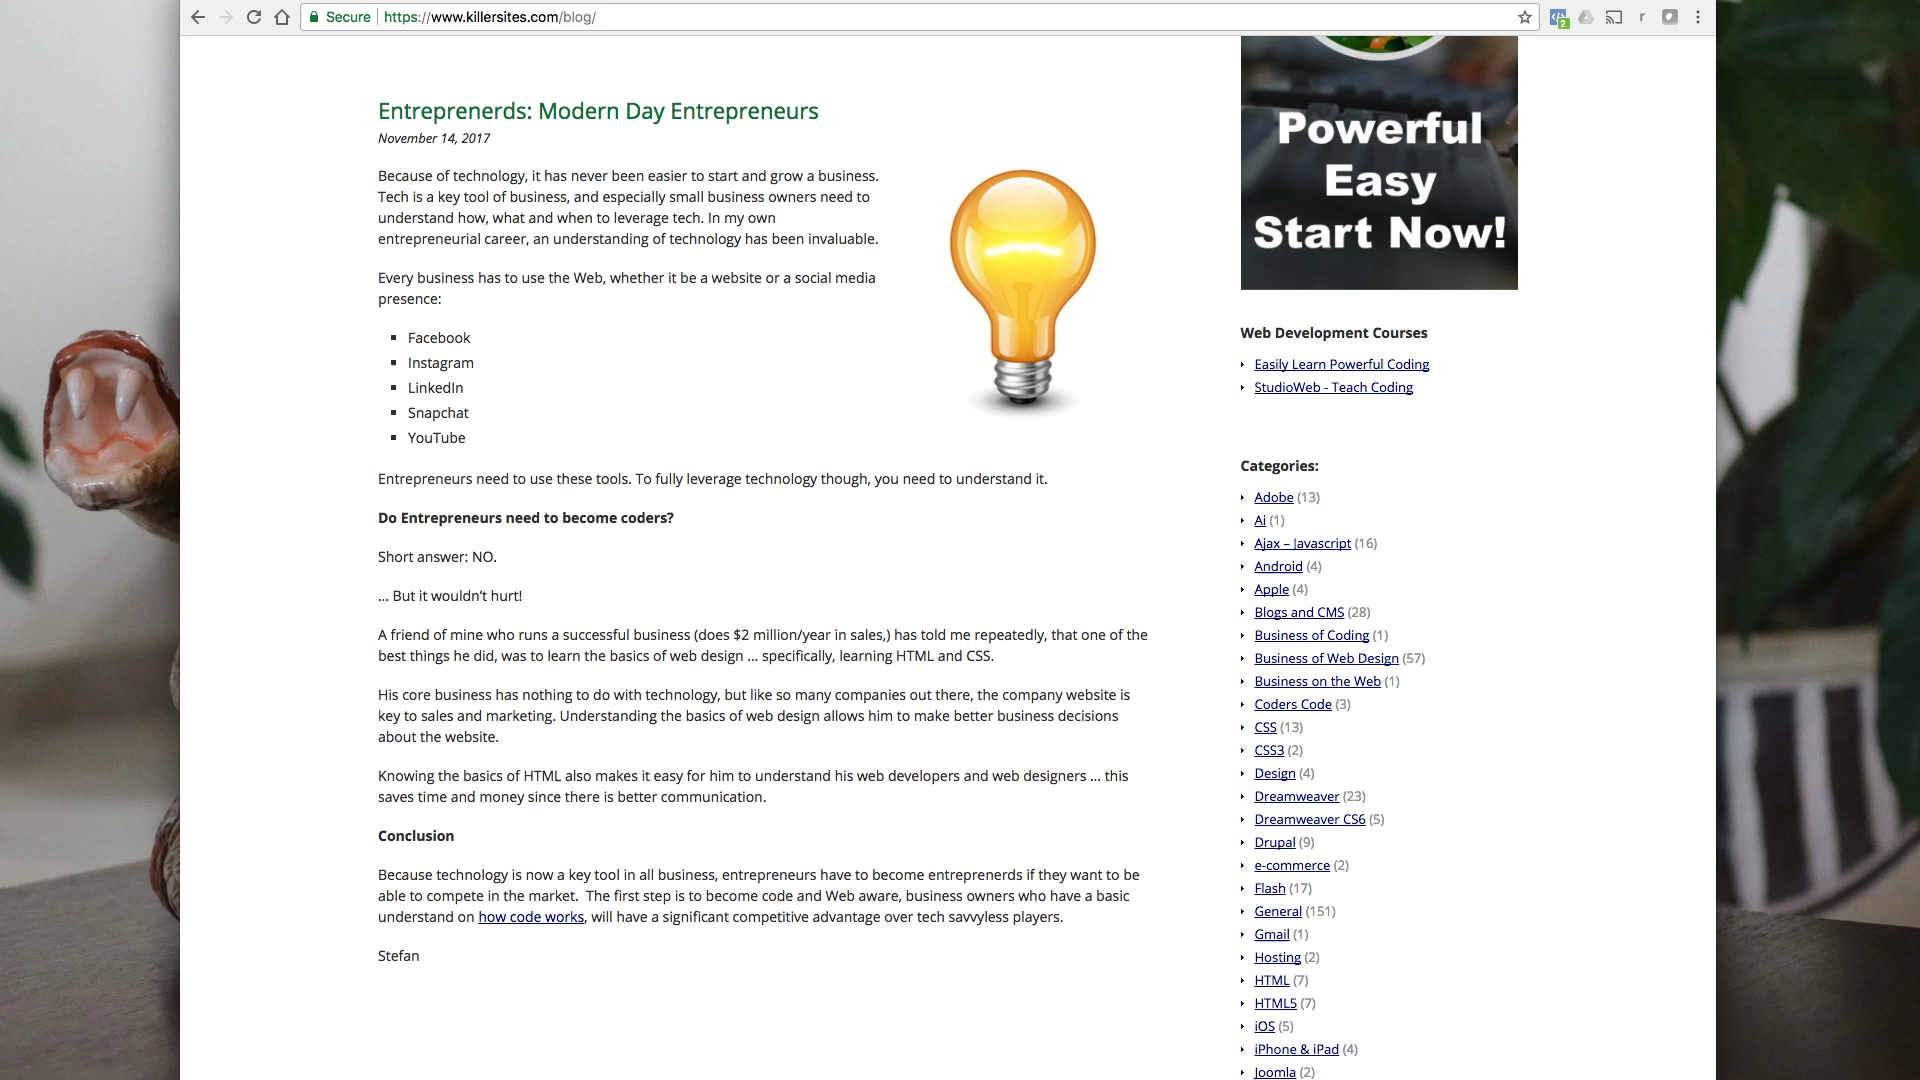 Secure https://www.killersites.com/blog/
2
r
Entreprenerds: Modern Day Entrepreneurs
November 14, 2017
Because of technology, it has never been easier to start and grow a business.
Tech is a key tool of business, and especially small business owners need to
understand how, what and when to leverage tech. In my own
entrepreneurial career, an understanding of technology has been invaluable.
Every business has to use the Web, whether it be a website or a social media
presence:
Facebook
Instagram
LinkedIn
Snapchat
YouTube
Entrepreneurs need to use these tools. To fully leverage technology though, you need to understand it.
Do Entrepreneurs need to become coders?
Short answer: NO.
… But it wouldn’t hurt!
A friend of mine who runs a successful business (does $2 million/year in sales,) has told me repeatedly, that one of the
best things he did, was to learn the basics of web design … specifically, learning HTML and CSS.
His core business has nothing to do with technology, but like so many companies out there, the company website is
key to sales and marketing. Understanding the basics of web design allows him to make better business decisions
about the website.
Knowing the basics of HTML also makes it easy for him to understand his web developers and web designers … this
saves time and money since there is better communication.
Conclusion
Because technology is now a key tool in all business, entrepreneurs have to become entreprenerds if they want to be
able to compete in the market.  The first step is to become code and Web aware, business owners who have a basic
understand on how code works, will have a significant competitive advantage over tech savvyless players.
Stefan
Powerful
Easy
Start Now!
Web Development Courses
Easily Learn Powerful Coding
StudioWeb - Teach Coding
Categories:
Adobe (13)
Ai (1)
Ajax – Javascript (16)
Android (4)
Apple (4)
Blogs and CMS (28)
Business of Coding (1)
Business of Web Design (57)
Business on the Web (1)
Coders Code (3)
CSS (13)
CSS3 (2)
Design (4)
Dreamweaver (23)
Dreamweaver CS6 (5)
Drupal (9)
e-commerce (2)
Flash (17)
General (151)
Gmail (1)
Hosting (2)
HTML (7)
HTML5 (7)
iOS (5)
iPhone & iPad (4)
Joomla (2)